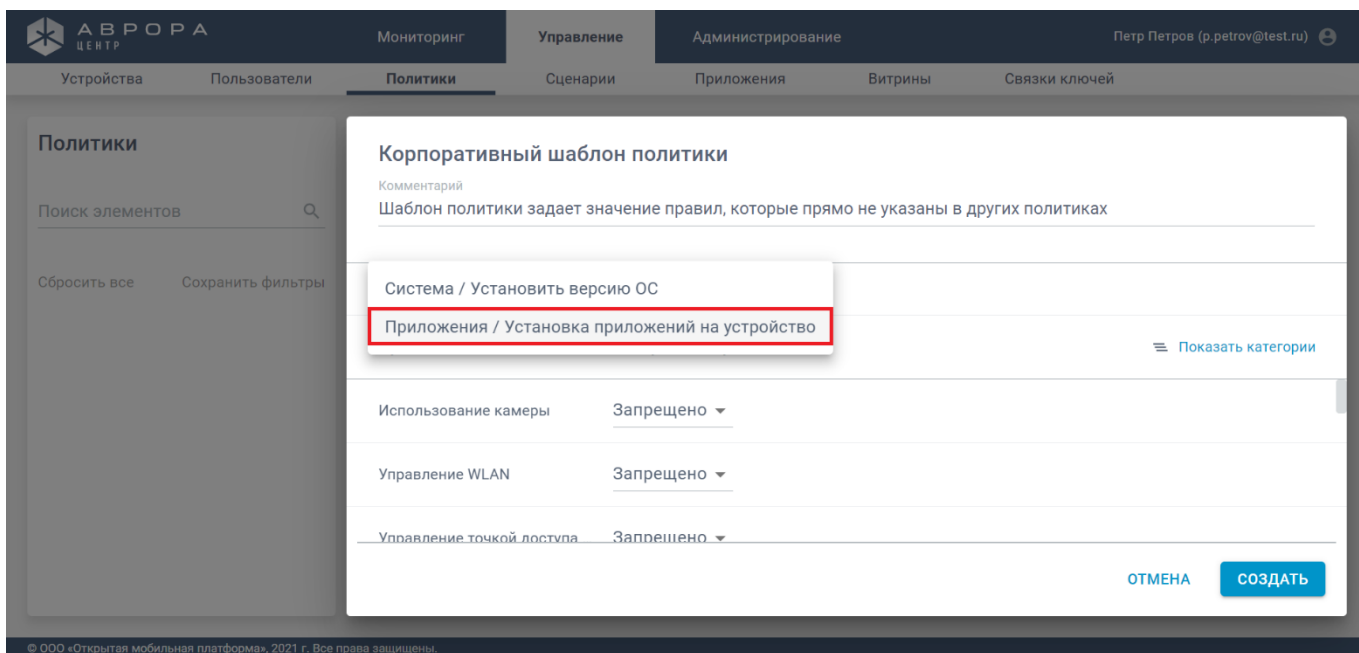 АВРОРА
ЦЕНТР
Мониторинг
Управление
Администрирование
Петр Петров (p.petrov@test.ru)
Устройства
Пользователи
Политики
Сценарии
Приложения
Витрины
Связки ключей
Политики
Поиск элементов
Сбросить все
Сохранить фильтры
Корпоративный шаблон политики
Комментарий
Шаблон политики задает значение правил, которые прямо не указаны в других политиках
Система / Установить версию ОС
Приложения / Установка приложений на устройство
Показать категории
Использование камеры
Запрещено
Управление WLAN
Запрещено
Управление точкой доступа
Запрещено
ОТМЕНА
СОЗДАТЬ
© ООО «Открытая мобильная платформа», 2021 г. Все права защищены.